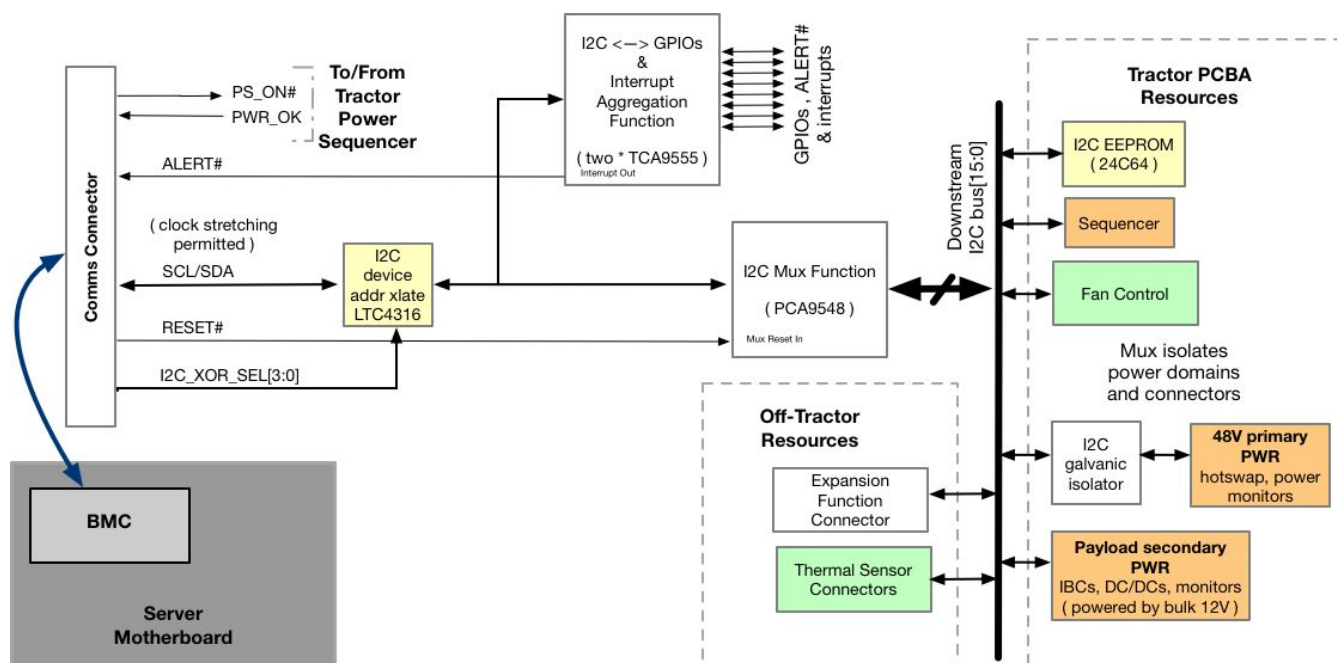 I2C <—> GPIOs
&
Interrupt
Aggregation
Function
( two * TCA9555 )
Interrupt Out
GPIOs , ALERT#
& interrupts
To/From
Tractor
Power
Sequencer
PS_ON#
PWR_OK
ALERT#
Comms Connector
( clock stretching
permitted )
SCL/SDA
I2C
device
addr xlate
LTC4316
RESET#
I2C_XOR_SEL[3:0]
I2C Mux Function
( PCA9548 )
Mux Reset In
Downstream
I2C bus[15:0]
Tractor PCBA
Resources
I2C EEPROM
( 24C64 )
Sequencer
Fan Control
Mux isolates
power domains
and connectors
I2C
galvanic
isolator
48V primary
PWR
hotswap, power
monitors
Payload secondary
PWR
IBCs, DC/DCs, monitors
( powered by bulk 12V )
Off-Tractor
Resources
Expansion
Function
Connector
Thermal Sensor
Connectors
BMC
Server
Motherboard